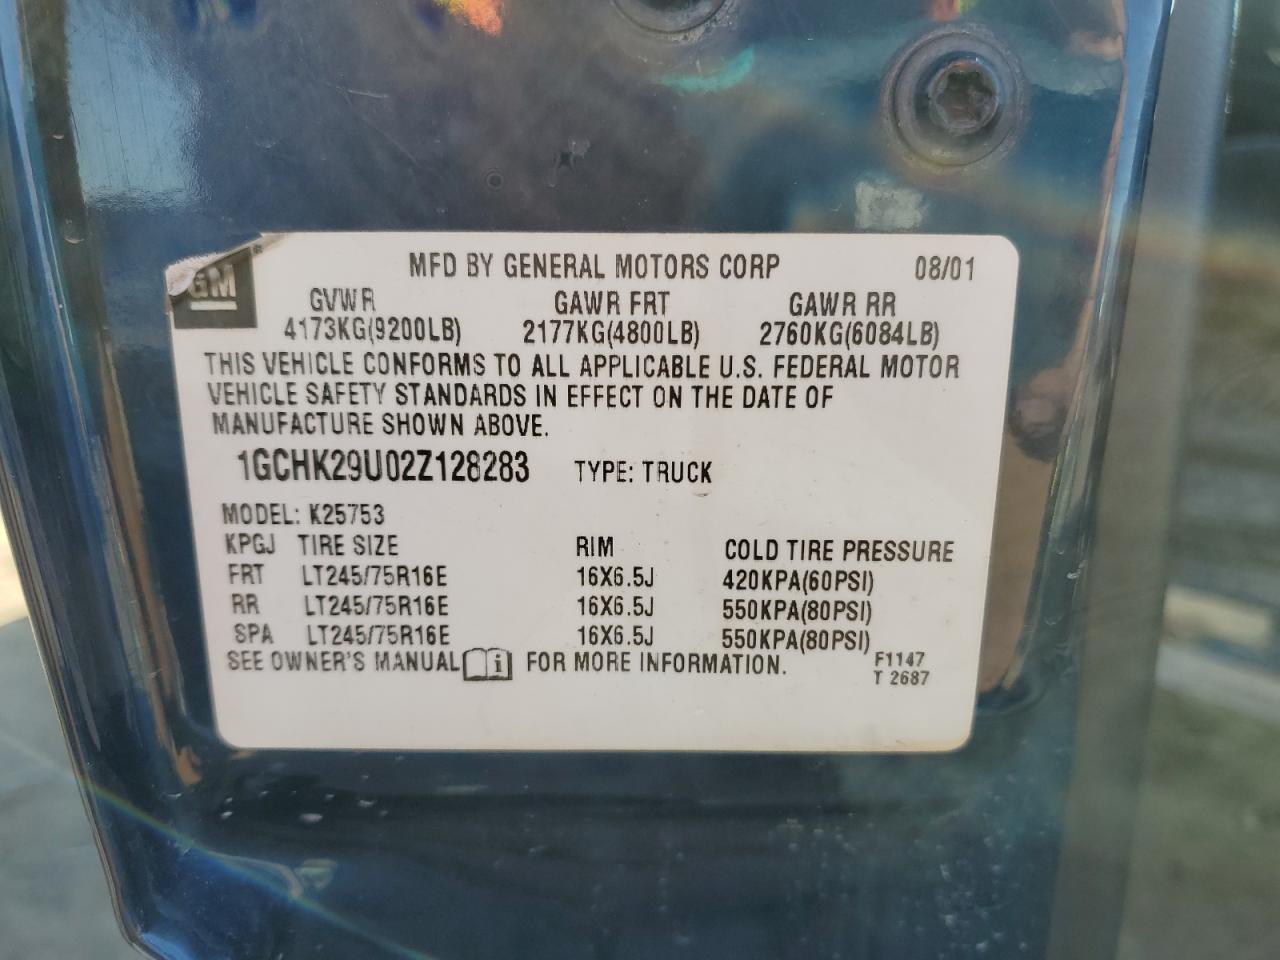 GM
MFD BY GENERAL MOTORS CORP 08/01
GVWR GAWR FRT GAWR RR
4173KG(9200LB) 2177KG(4800LB) 2760KG(6084LB)
THIS VEHICLE CONFORMS TO ALL APPLICABLE U.S. FEDERAL MOTOR
VEHICLE SAFETY STANDARDS IN EFFECT ON THE DATE OF
MANUFACTURE SHOWN ABOVE.
1GCHK29U02Z128283 TYPE: TRUCK
MODEL: K25753
KPGJ TIRE SIZE RIM COLD TIRE PRESSURE
FRT LT245/75R16E 16X6.5J 420KPA(60PSI)
RR LT245/75R16E 16X6.5J 550KPA(80PSI)
SPA LT245/75R16E 16X6.5J 550KPA(80PSI)
SEE OWNER'S MANUAL i FOR MORE INFORMATION.
F1147
T 2687